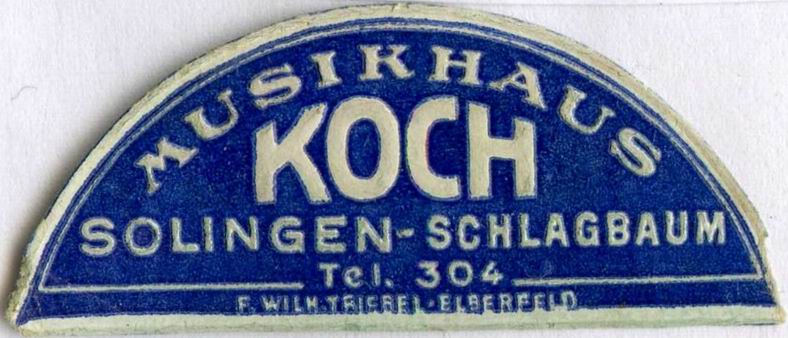 MUSIKHAUS
KOCH
SOLINGEN-SCHLAGBAUM
Tel. 304
F. WILH. TRIEBEL - ELBERFELD